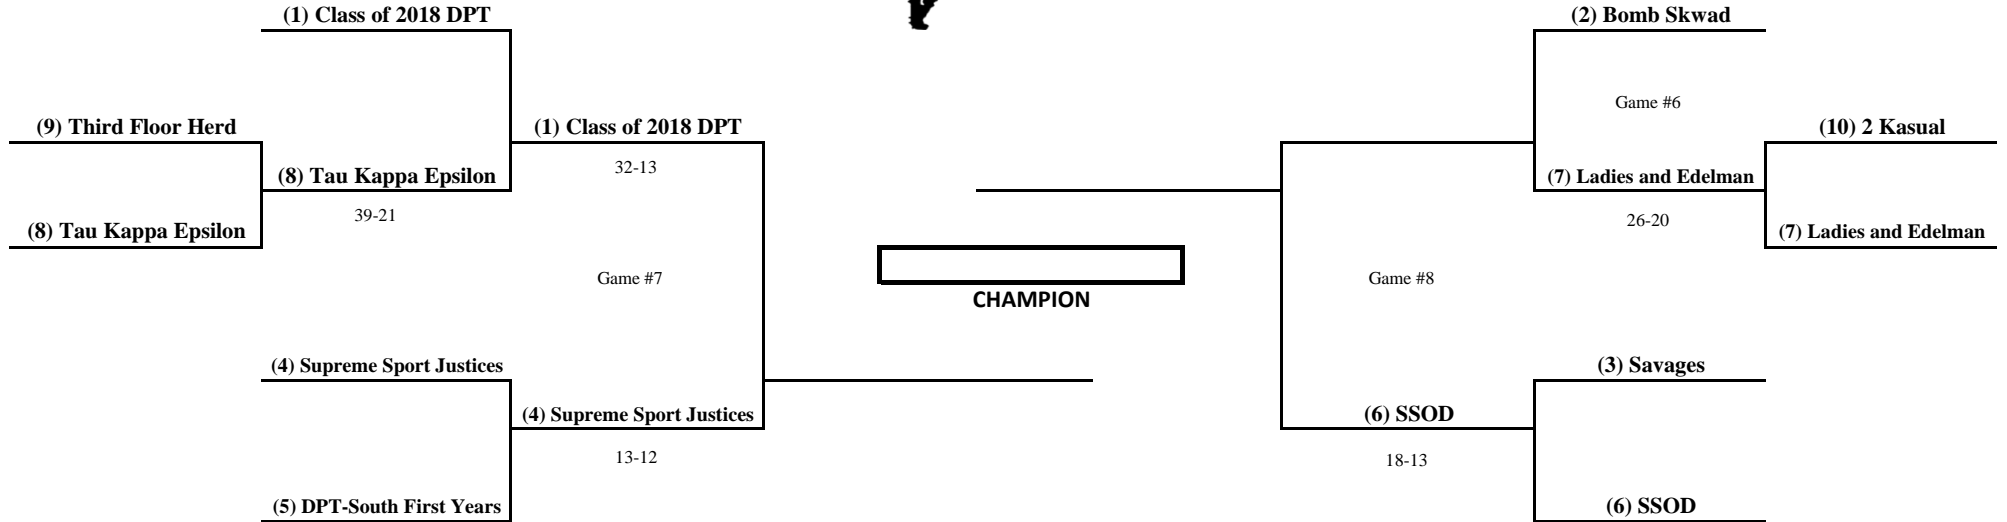 (1) Class of 2018 DPT
(2) Bomb Skwad
Game #6
(9) Third Floor Herd
(1) Class of 2018 DPT
(10) 2 Kasual
32-13
(8) Tau Kappa Epsilon
(7) Ladies and Edelman
39-21
26-20
(8) Tau Kappa Epsilon
(7) Ladies and Edelman
Game #7
Game #8
CHAMPION
(4) Supreme Sport Justices
(3) Savages
(4) Supreme Sport Justices
(6) SSOD
13-12
18-13
(5) DPT-South First Years
(6) SSOD